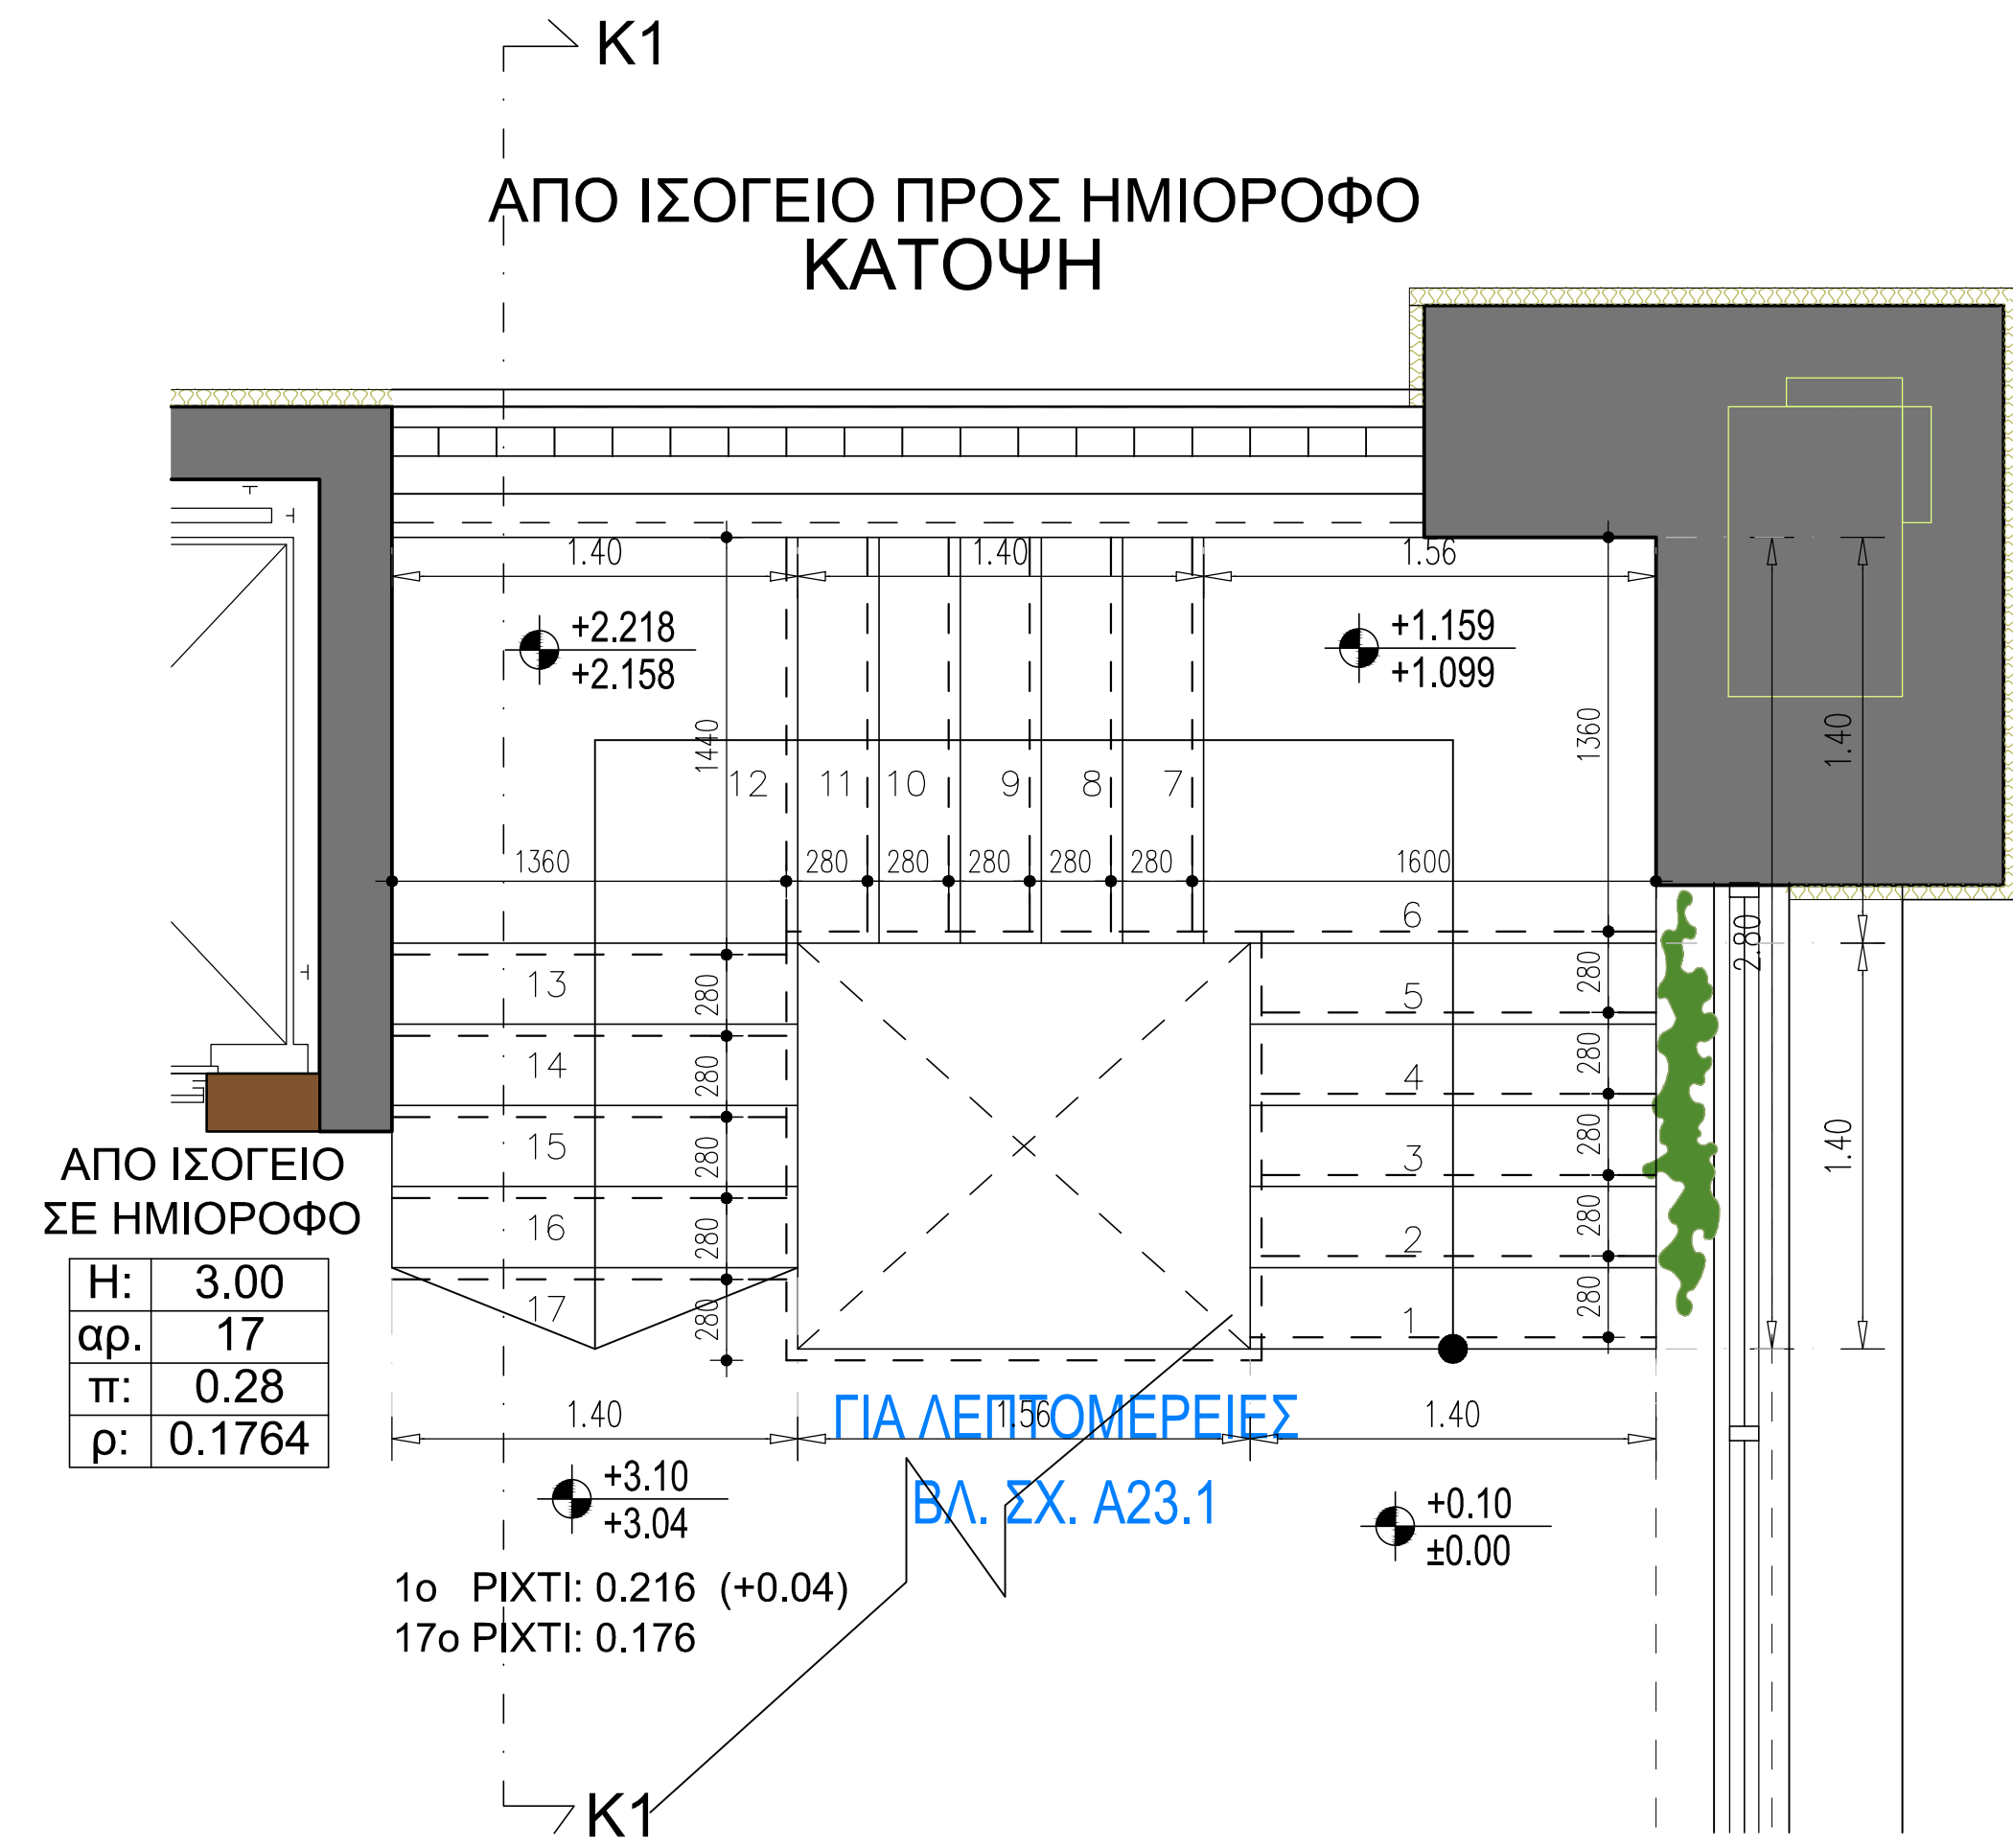 K1
ΑΠΟ ΙΣΟΓΕΙΟ ΠΡΟΣ ΗΜΙΟΡΟΦΟ
ΚΑΤΟΨΗ
1.40 1.40 1.56
+2.218
+2.158
+1.159
+1.099
1440
1360
1.40
12 11 10 9 8 7
1360 280 280 280 280 280 1600
6
2.80
13 280 5 280
14 280 4 280
15 280 3 280
1.40
16 280 2 280
17 280 1 280
ΑΠΟ ΙΣΟΓΕΙΟ
ΣΕ ΗΜΙΟΡΟΦΟ
Η: 3.00
αρ. 17
π: 0.28
ρ: 0.1764
1.40 1.56 1.40
ΓΙΑ ΛΕΠΤΟΜΕΡΕΙΕΣ
ΒΛ. ΣΧ. Α23.1
+3.10
+3.04
+0.10
±0.00
1ο ΡΙΧΤΙ: 0.216 (+0.04)
17ο ΡΙΧΤΙ: 0.176
K1